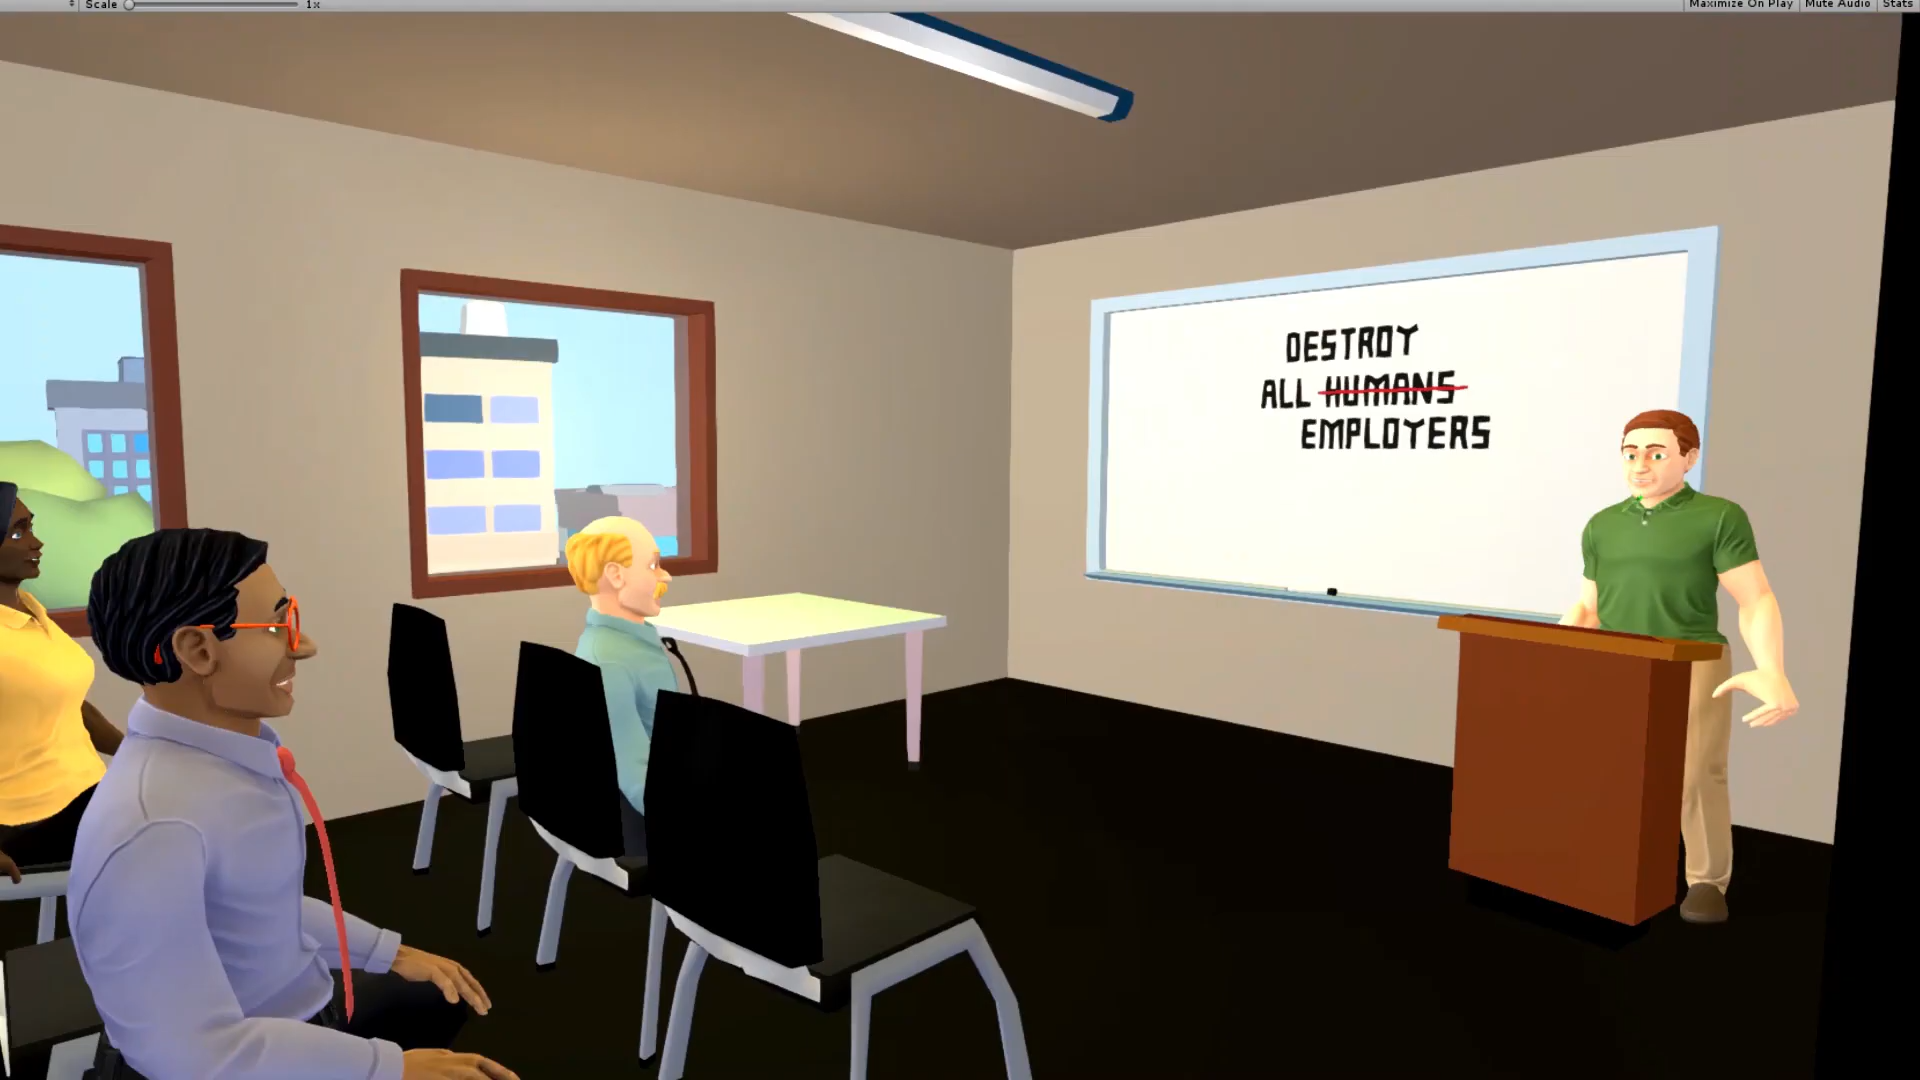 Scale 1x Maximize On Play Mute Audio Stats
DESTROY
ALL HUMANS
EMPLOYERS